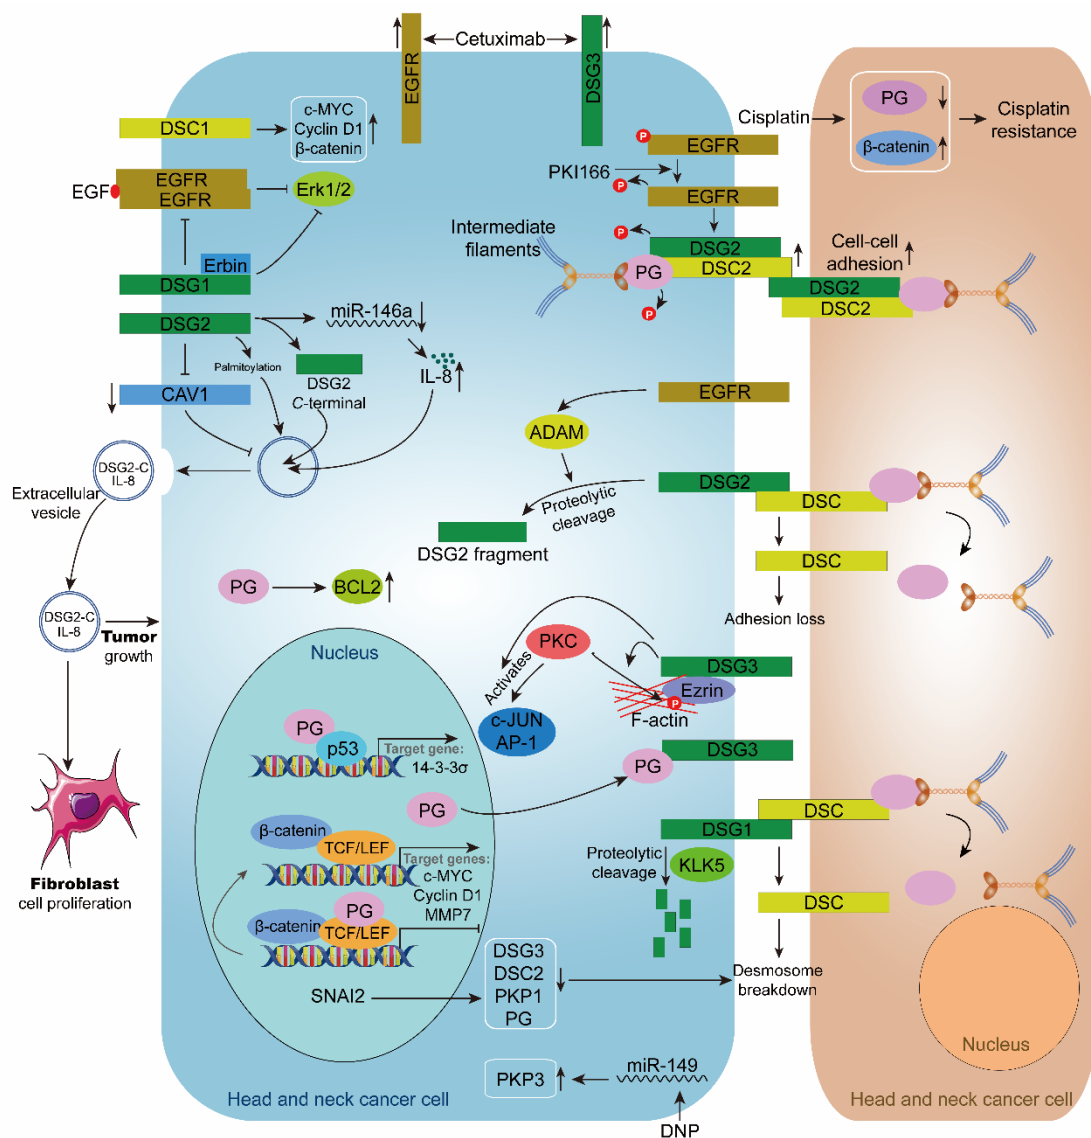 EGFR
Cetuximab
DSG3
DSC1
c-MYC
Cyclin D1
β-catenin
EGF
EGFR
EGFR
Erk1/2
Erbin
DSG1
DSG2
miR-146a
Palmitoylation
DSG2
C-terminal
IL-8
CAV1
DSG2-C
IL-8
Extracellular
vesicle
DSG2-C
IL-8
Tumor
growth
Fibroblast
cell proliferation
P
EGFR
PKI166
P
EGFR
P
DSG2
Intermediate
filaments
PG
DSC2
P
Cell-cell
adhesion
DSG2
DSC2
Cisplatin
PG
β-catenin
Cisplatin
resistance
EGFR
ADAM
DSG2
DSC
Proteolytic
cleavage
DSG2 fragment
DSC
Adhesion loss
PG
BCL2
Nucleus
PKC
Activates
c-JUN
AP-1
DSG3
Ezrin
P
F-actin
PG
p53
Target gene:
14-3-3σ
PG
PG
DSG3
β-catenin
TCF/LEF
Target genes:
c-MYC
Cyclin D1
MMP7
PG
β-catenin
TCF/LEF
SNAI2
DSG3
DSC2
PKP1
PG
DSC
DSG1
Proteolytic
cleavage
KLK5
DSC
Desmosome
breakdown
PKP3
miR-149
DNP
Head and neck cancer cell
Nucleus
Head and neck cancer cell